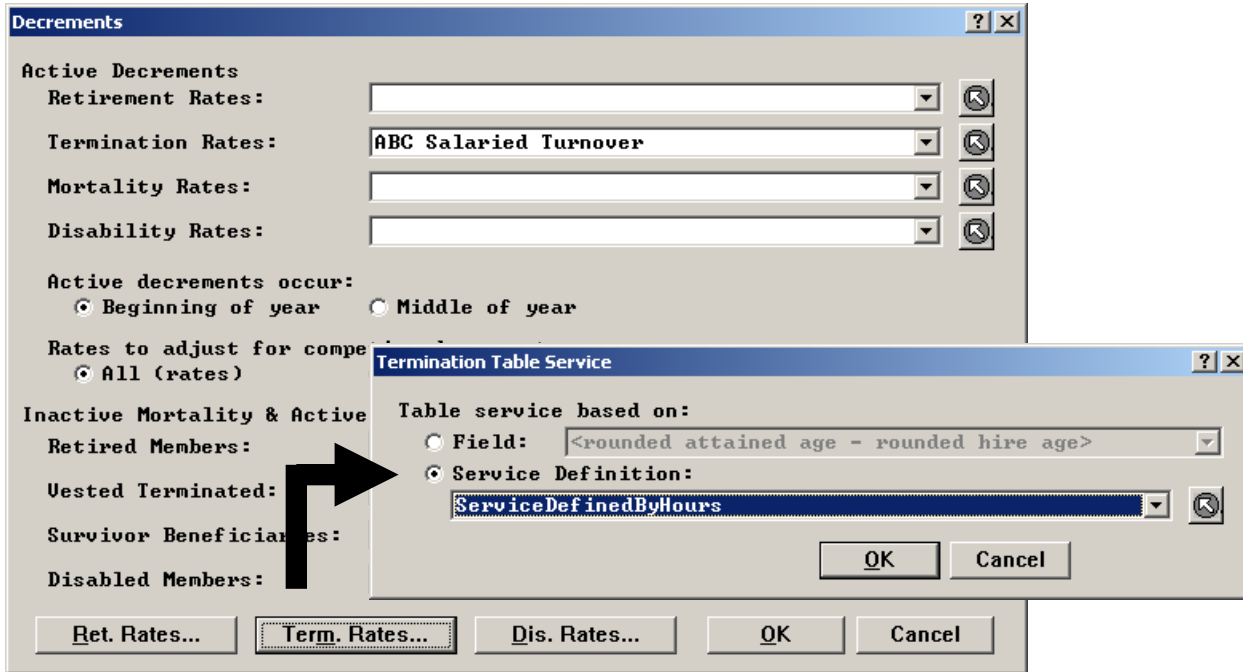 Decrements
Active Decrements
Retirement Rates:
Termination Rates: ABC Salaried Turnover
Mortality Rates:
Disability Rates:
Active decrements occur:
Beginning of year Middle of year
Rates to adjust for
All (rates)
Inactive Mortality & Active
Retired Members:
Vested Terminated:
Survivor Beneficiaries:
Disabled Members:
Ret. Rates... Term. Rates... Dis. Rates... OK Cancel
Termination Table Service
Table service based on:
Field: <rounded attained age - rounded hire age>
Service Definition:
ServiceDefinedByHours
OK Cancel